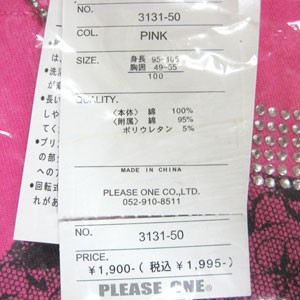 NO. 3131-50
COL. PINK
SIZE. 身長 95-105
胸囲 49-55
100
QUALITY.
〈本体〉 綿 100%
〈附属〉 綿 95%
ポリウレタン 5%
MADE IN CHINA
PLEASE ONE CO.,LTD.
052-910-8511
NO. 3131-50
PRICE.
¥1,900-(税込 ¥1,995-)
PLEASE ONE.